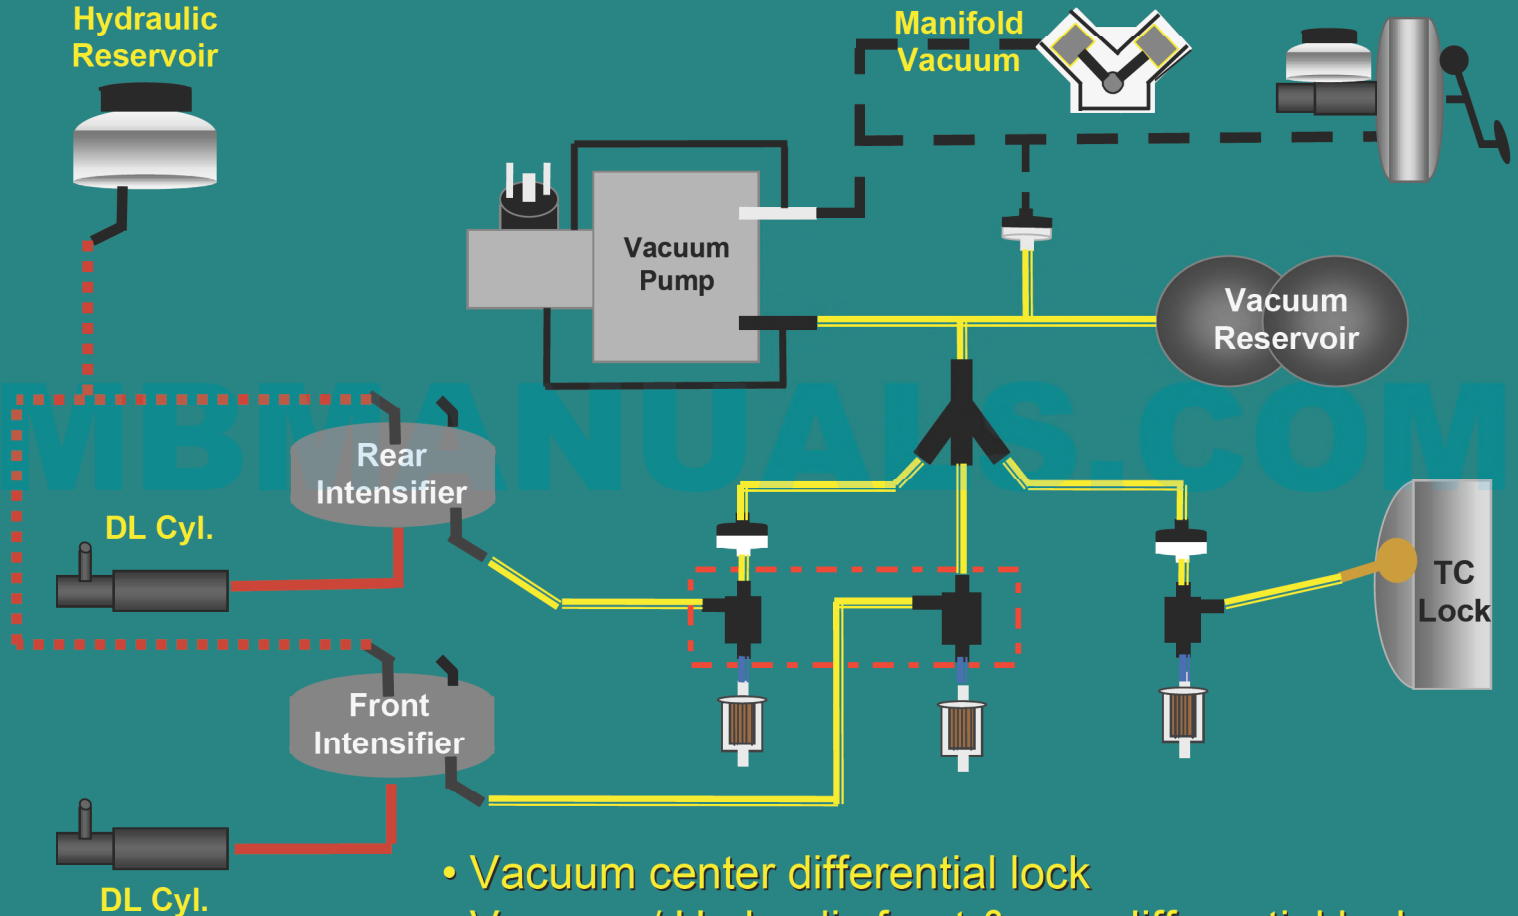 Hydraulic
Reservoir
Manifold
Vacuum
Vacuum
Pump
Vacuum
Reservoir
MBMANUALS.COM
Rear
Intensifier
DL Cyl.
TC
Lock
Front
Intensifier
DL Cyl.
• Vacuum center differential lock